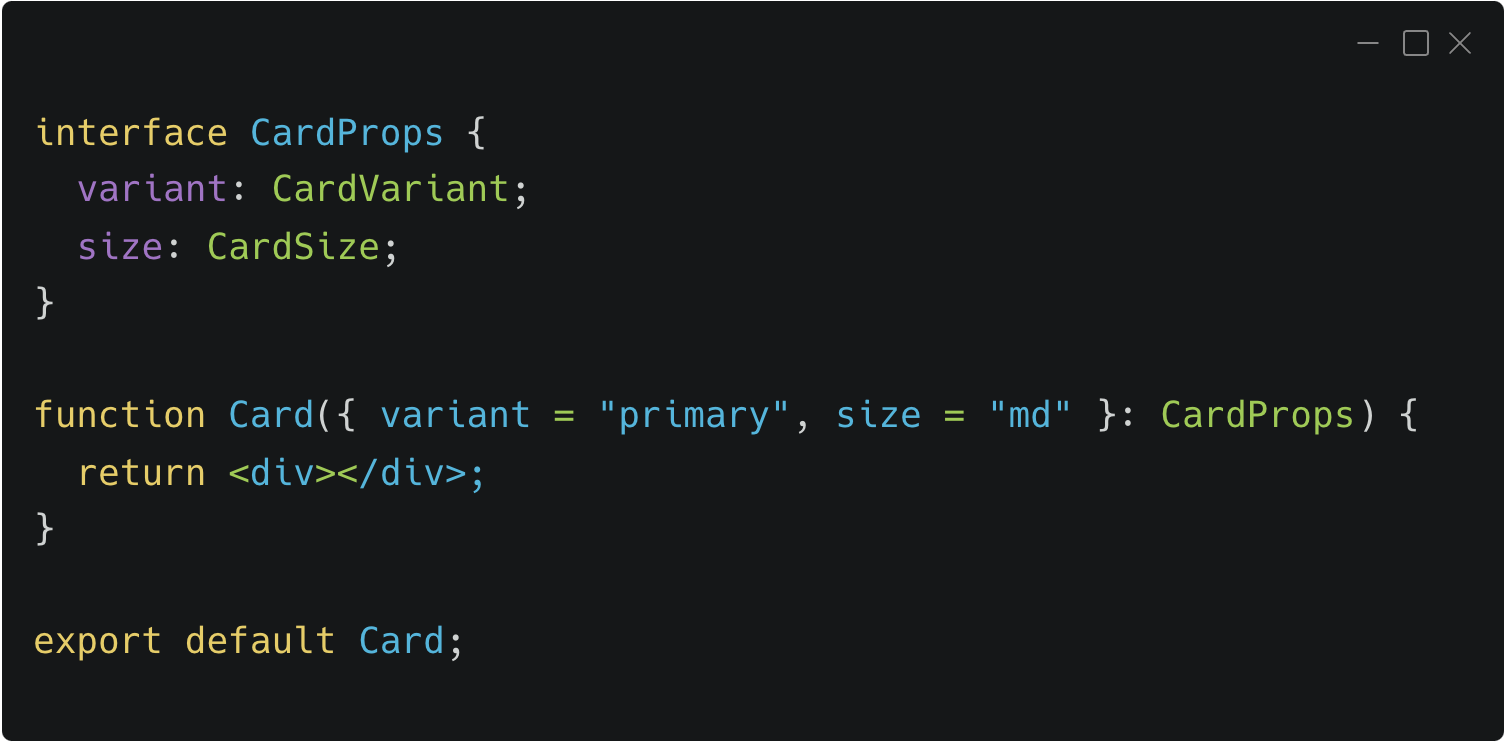 interface CardProps {
  variant: CardVariant;
  size: CardSize;
}

function Card({ variant = "primary", size = "md" }: CardProps) {
  return <div></div>;
}

export default Card;